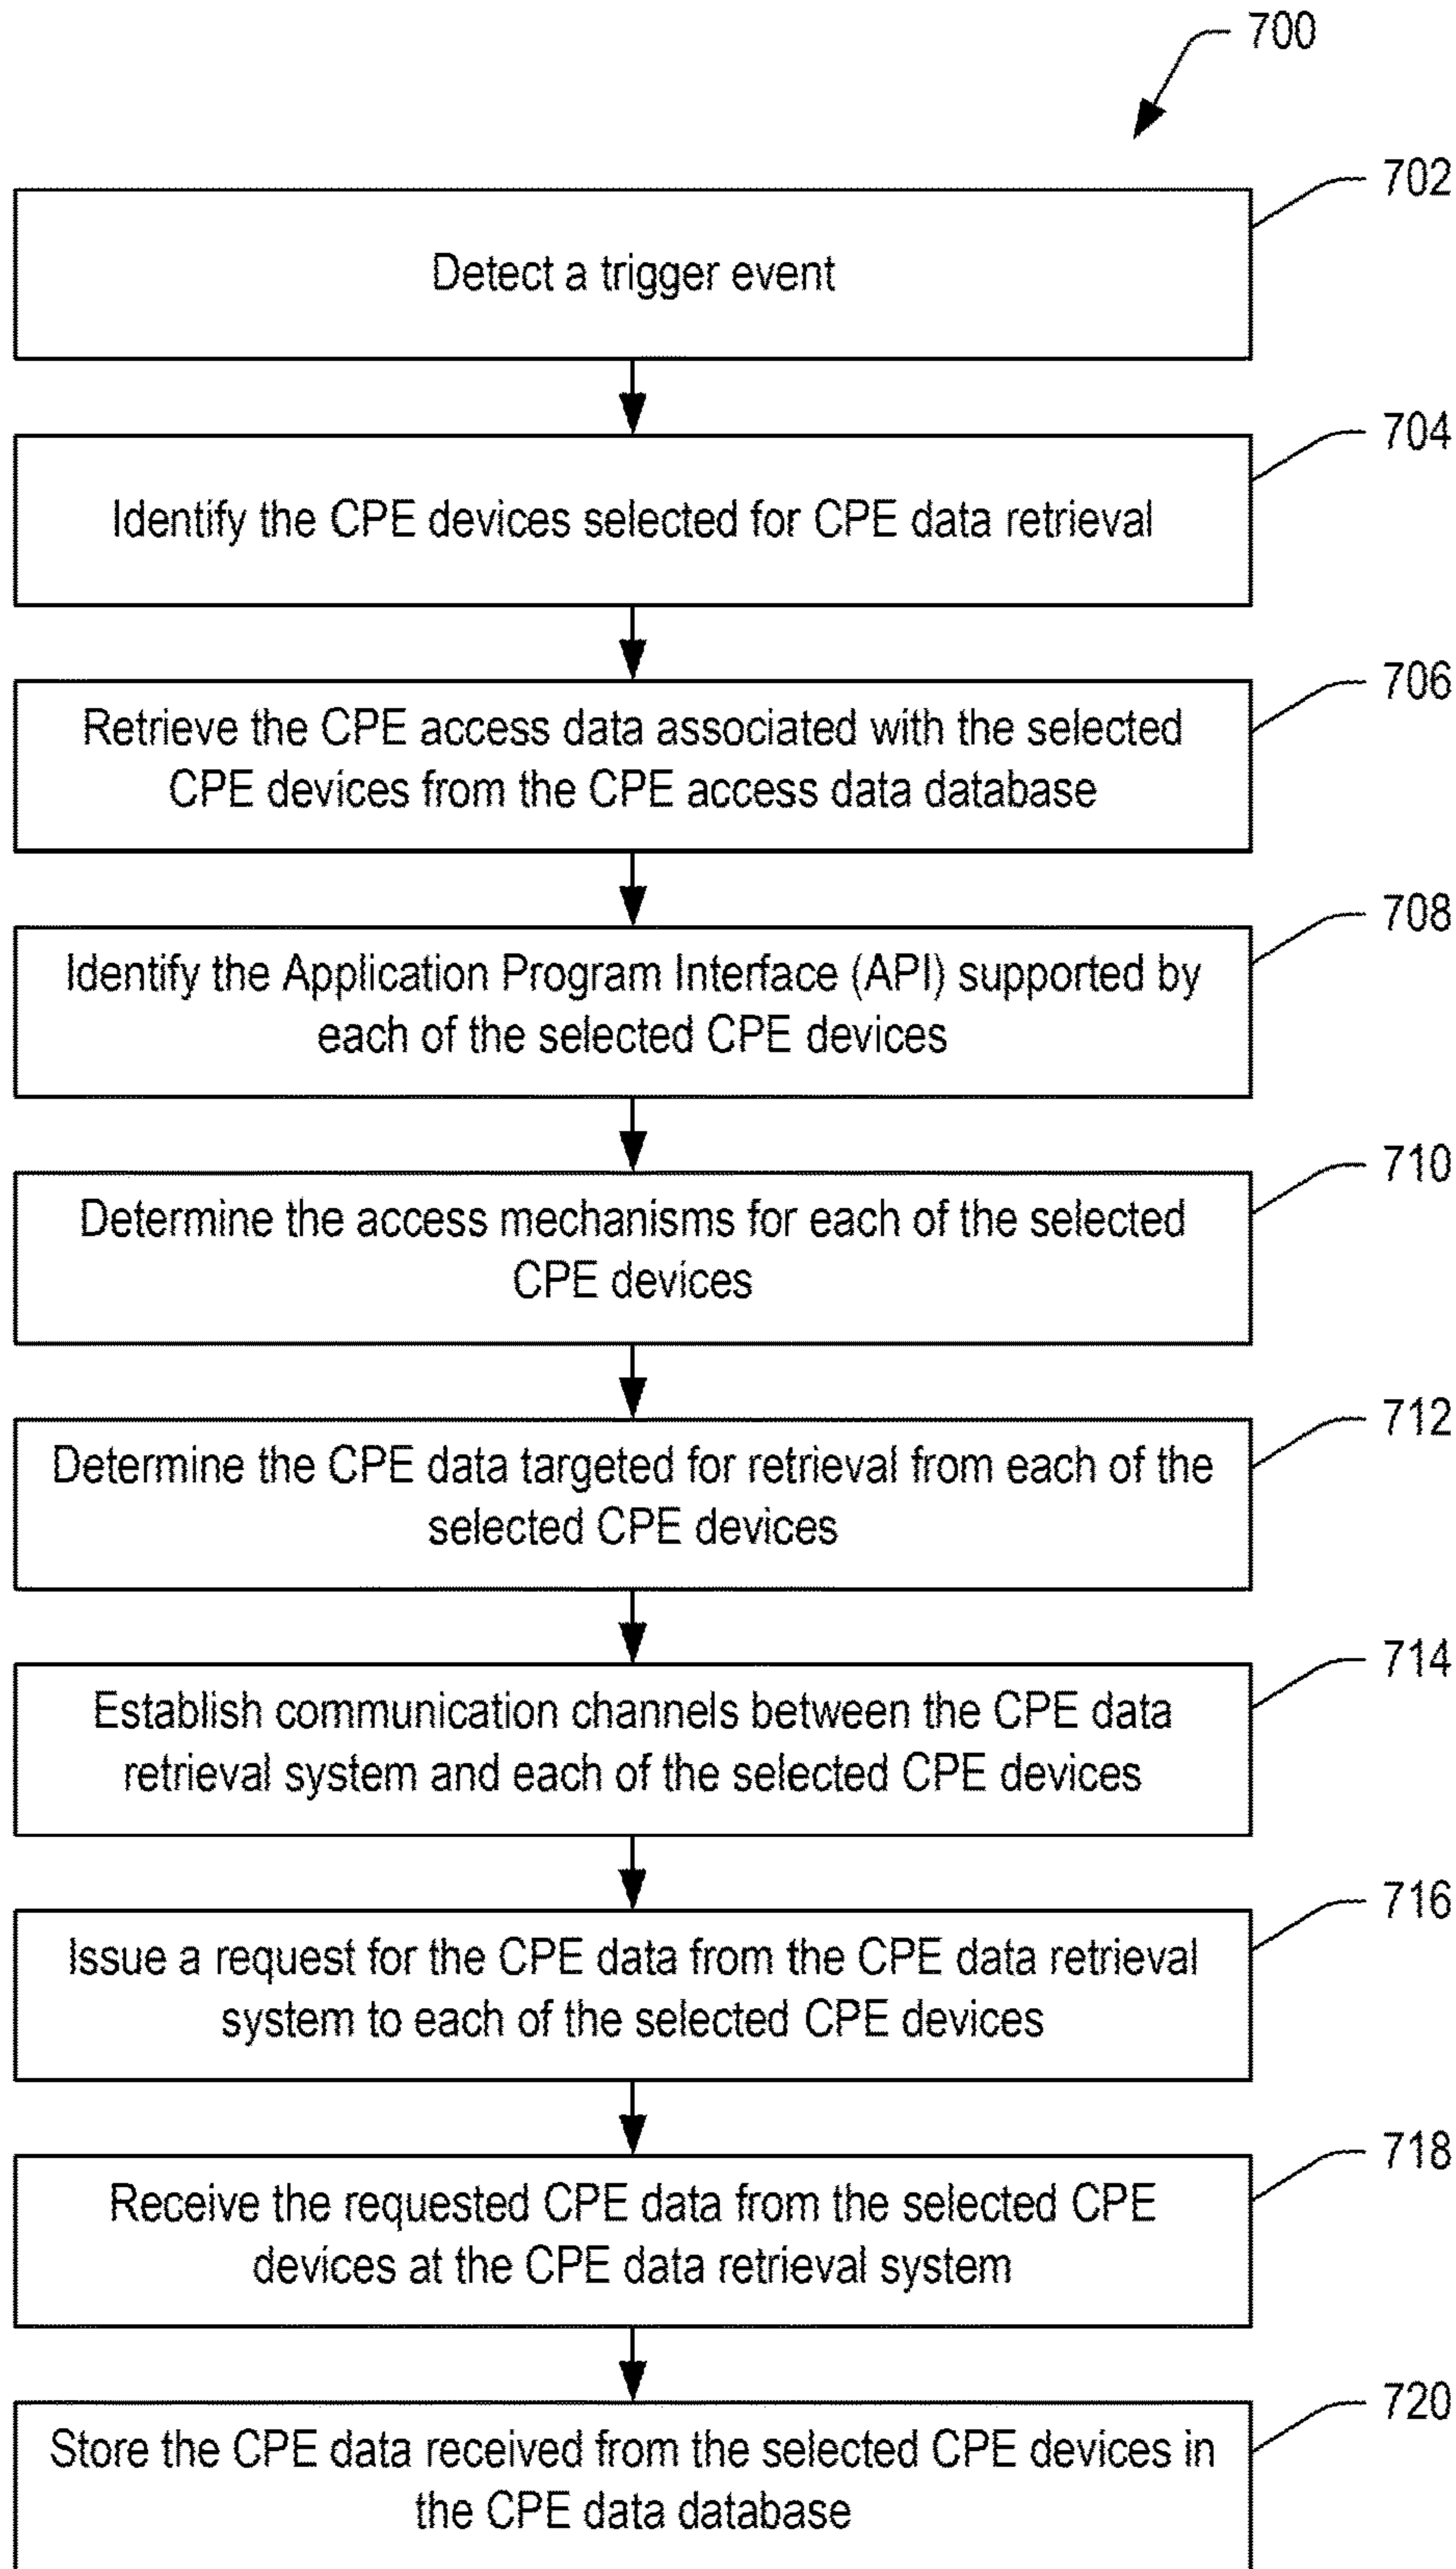 700
702
Detect a trigger event
704
Identify the CPE devices selected for CPE data retrieval
706
Retrieve the CPE access data associated with the selected
CPE devices from the CPE access data database
708
Identify the Application Program Interface (API) supported by
each of the selected CPE devices
710
Determine the access mechanisms for each of the selected
CPE devices
712
Determine the CPE data targeted for retrieval from each of the
selected CPE devices
714
Establish communication channels between the CPE data
retrieval system and each of the selected CPE devices
716
Issue a request for the CPE data from the CPE data retrieval
system to each of the selected CPE devices
718
Receive the requested CPE data from the selected CPE
devices at the CPE data retrieval system
720
Store the CPE data received from the selected CPE devices in
the CPE data database